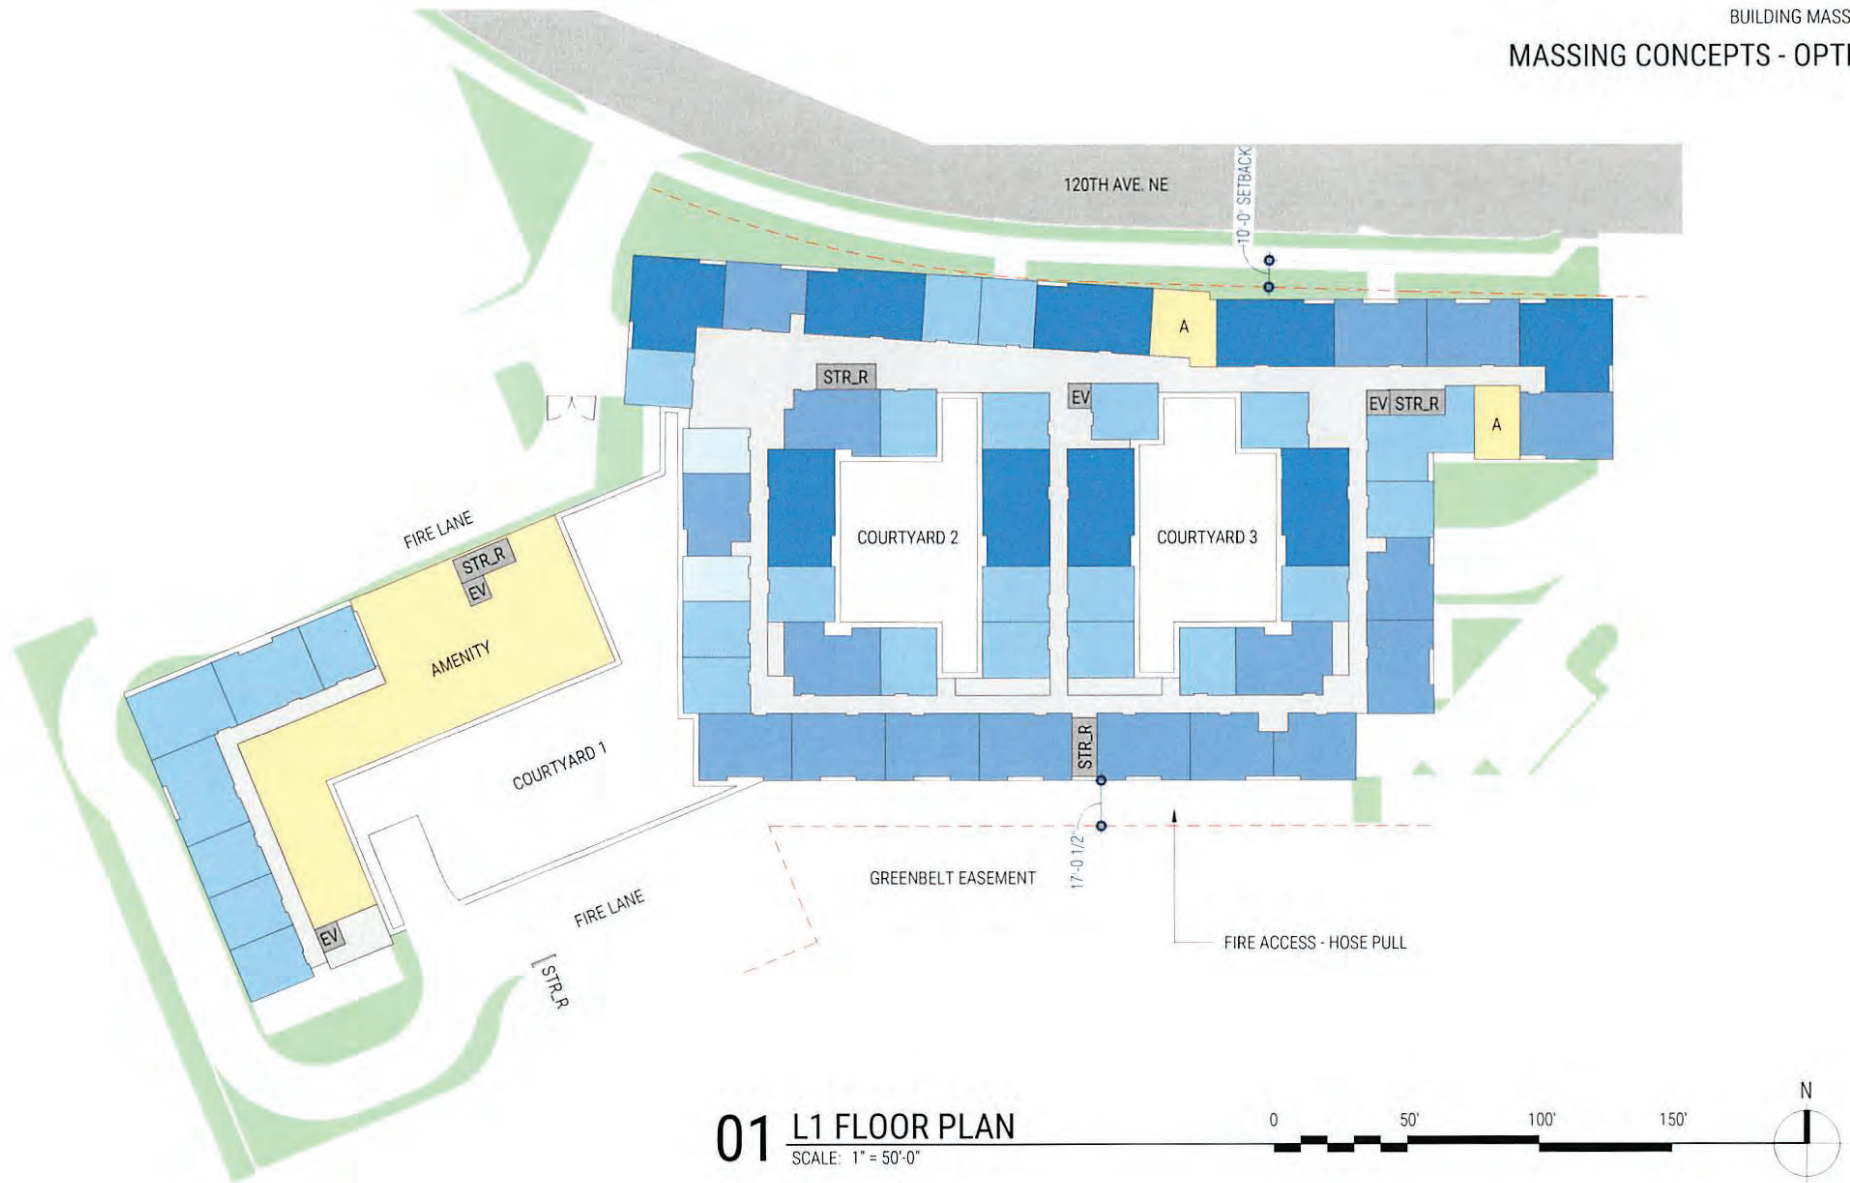 BUILDING MASS
MASSING CONCEPTS - OPTI
120TH AVE. NE
10'-0" SETBACK
A
STR_R
EV
EV STR_R
A
COURTYARD 2
COURTYARD 3
FIRE LANE
STR_R
EV
AMENITY
COURTYARD 1
STR_R
17'-0 1/2"
GREENBELT EASEMENT
FIRE LANE
EV
FIRE ACCESS - HOSE PULL
STR_R
01 L1 FLOOR PLAN
SCALE: 1" = 50'-0"
0 50' 100' 150'
N